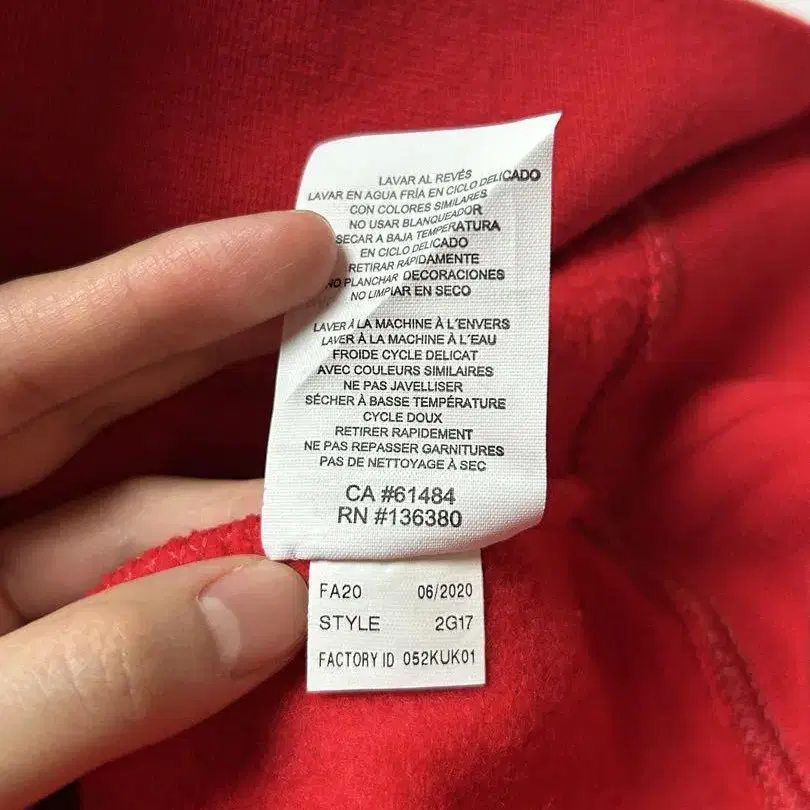 LAVAR AL REVÉS
LAVAR EN AGUA FRÍA EN CICLO DELICADO
CON COLORES SIMILARES
NO USAR BLANQUEADOR
SECAR A BAJA TEMPERATURA
EN CICLO DELICADO
RETIRAR RÁPIDAMENTE
NO PLANCHAR DECORACIONES
NO LIMPIAR EN SECO
LAVER À LA MACHINE À L´ENVERS
LAVER À LA MACHINE À L'EAU
FROIDE CYCLE DELICAT
AVEC COULEURS SIMILAIRES
NE PAS JAVELLISER
SÉCHER À BASSE TEMPÉRATURE
CYCLE DOUX
RETIRER RAPIDEMENT
NE PAS REPASSER GARNITURES
PAS DE NETTOYAGE À SEC
CA #61484
RN #136380
FA20 06/2020
STYLE 2G17
FACTORY ID 052KUK01